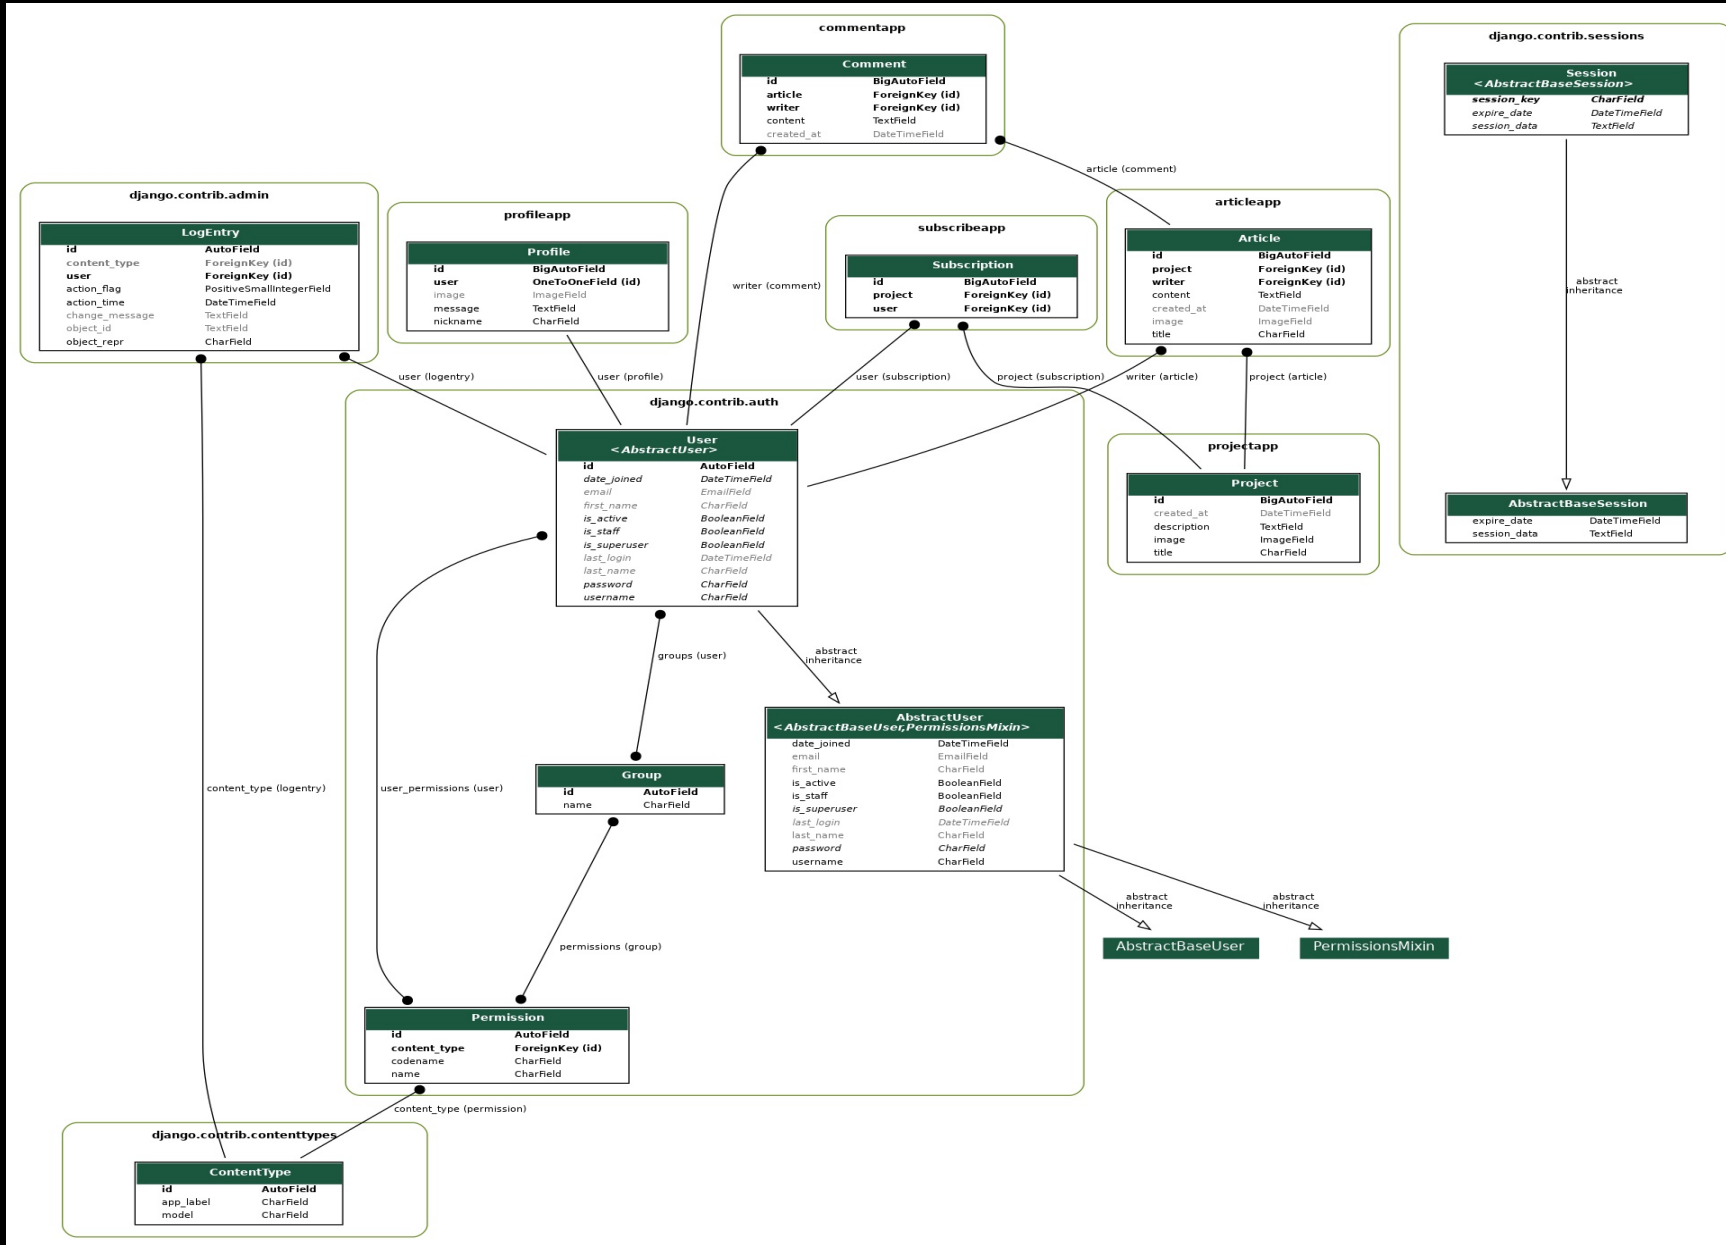 commentapp
Comment
id BigAutoField
article ForeignKey (id)
writer ForeignKey (id)
content TextField
created_at DateTimeField
django.contrib.sessions
Session
<AbstractBaseSession>
session_key CharField
expire_date DateTimeField
session_data TextField
article (comment)
django.contrib.admin
LogEntry
id AutoField
content_type ForeignKey (id)
user ForeignKey (id)
action_flag PositiveSmallIntegerField
action_time DateTimeField
change_message TextField
object_id TextField
object_repr CharField
profileapp
Profile
id BigAutoField
user OneToOneField (id)
image ImageField
message TextField
nickname CharField
writer (comment)
subscribeapp
Subscription
id BigAutoField
project ForeignKey (id)
user ForeignKey (id)
articleapp
Article
id BigAutoField
project ForeignKey (id)
writer ForeignKey (id)
content TextField
created_at DateTimeField
image ImageField
title CharField
abstract
inheritance
user (logentry)
user (profile)
user (subscription)
project (subscription)
writer (article)
project (article)
django.contrib.auth
User
<AbstractUser>
id AutoField
date_joined DateTimeField
email EmailField
first_name CharField
is_active BooleanField
is_staff BooleanField
is_superuser BooleanField
last_login DateTimeField
last_name CharField
password CharField
username CharField
projectapp
Project
id BigAutoField
created_at DateTimeField
description TextField
image ImageField
title CharField
AbstractBaseSession
expire_date DateTimeField
session_data TextField
groups (user)
abstract
inheritance
AbstractUser
<AbstractBaseUser,PermissionsMixin>
date_joined DateTimeField
email EmailField
first_name CharField
is_active BooleanField
is_staff BooleanField
is_superuser BooleanField
last_login DateTimeField
last_name CharField
password CharField
username CharField
Group
id AutoField
name CharField
content_type (logentry)
user_permissions (user)
abstract
inheritance
abstract
inheritance
permissions (group)
AbstractBaseUser
PermissionsMixin
Permission
id AutoField
content_type ForeignKey (id)
codename CharField
name CharField
content_type (permission)
django.contrib.contenttypes
ContentType
id AutoField
app_label CharField
model CharField